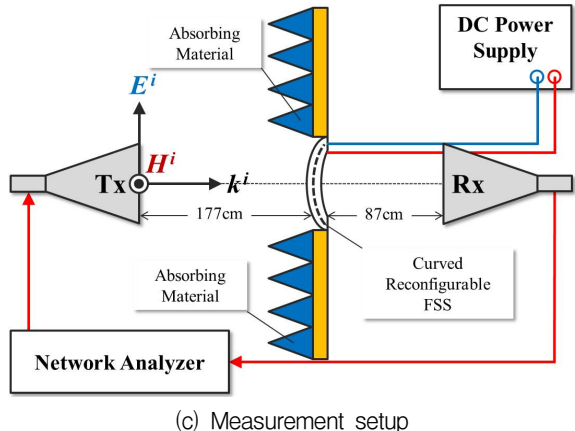 Absorbing
Material
DC Power
Supply
E^i
H^i
Tx
k^i
Rx
177cm
87cm
Absorbing
Material
Curved
Reconfigurable
FSS
Network Analyzer
(c) Measurement setup